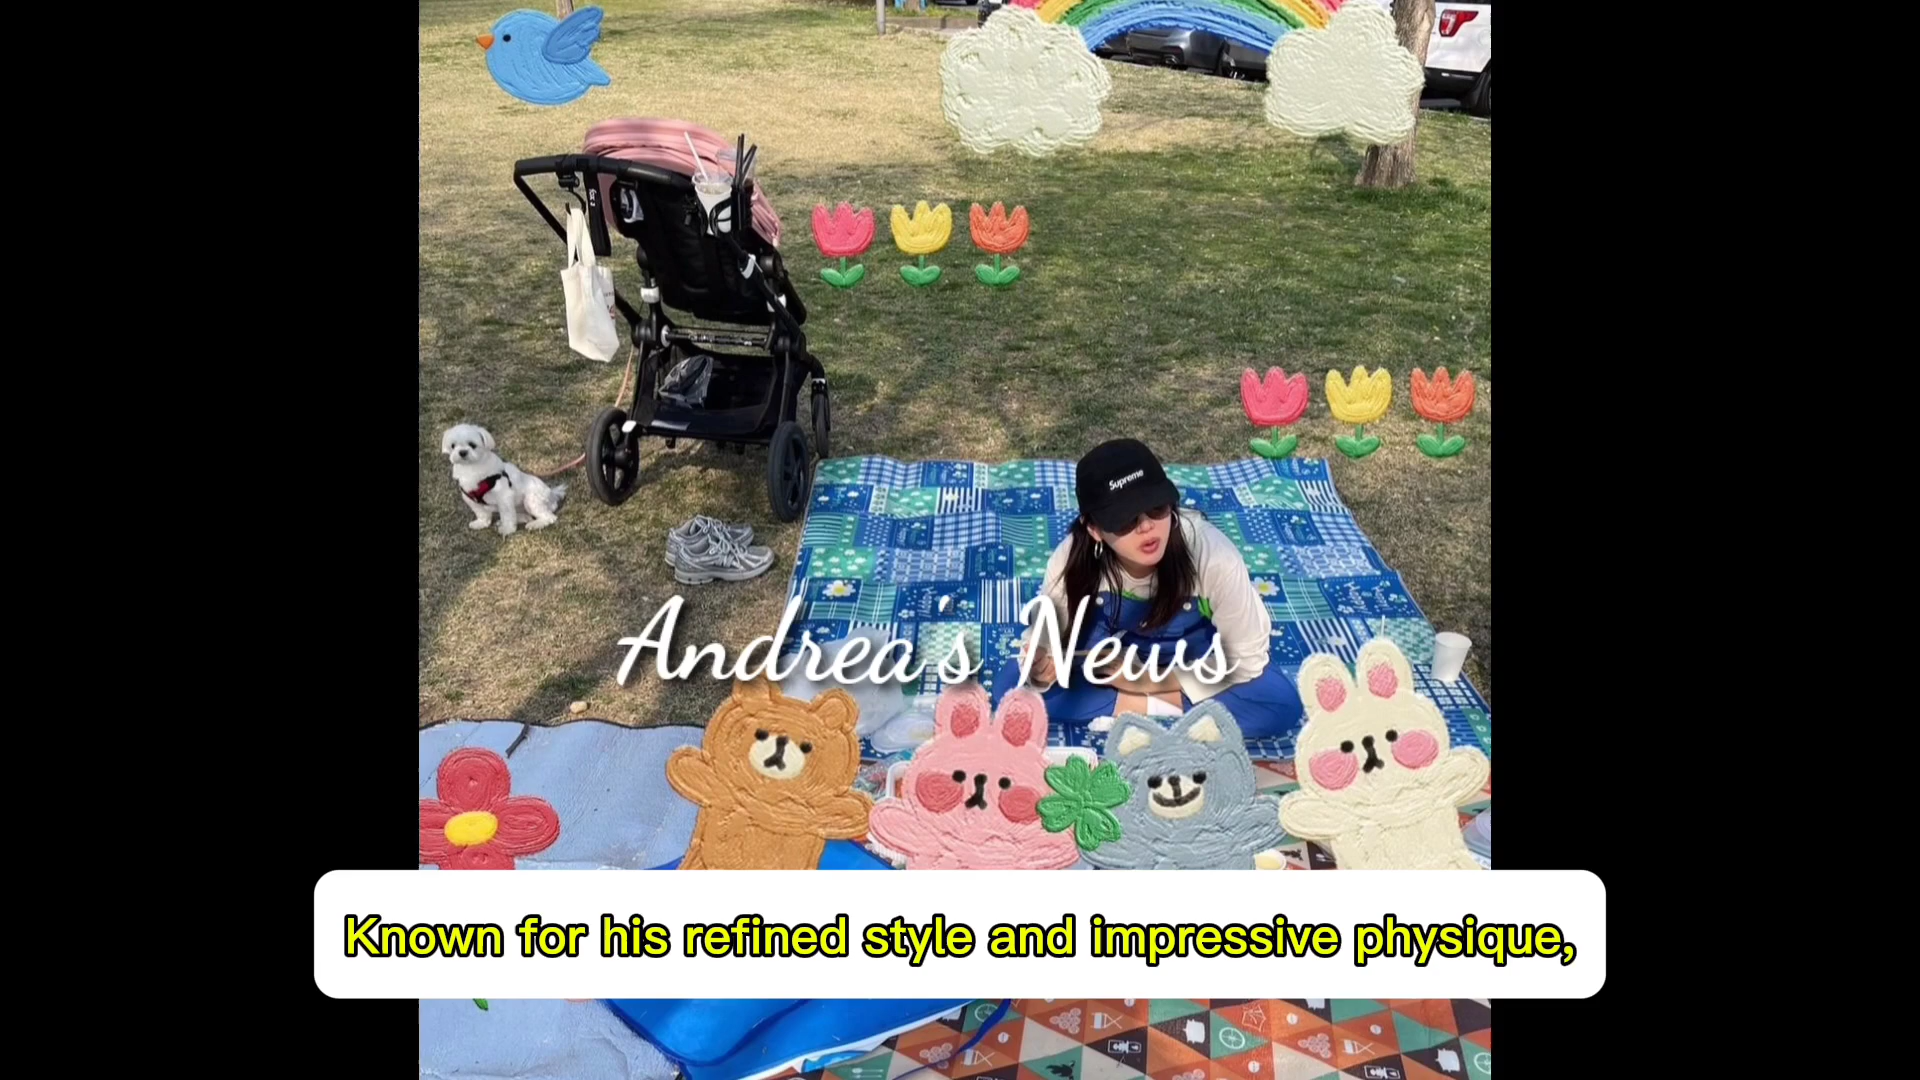 Supreme
Andrea's News
Known for his refined style and impressive physique,